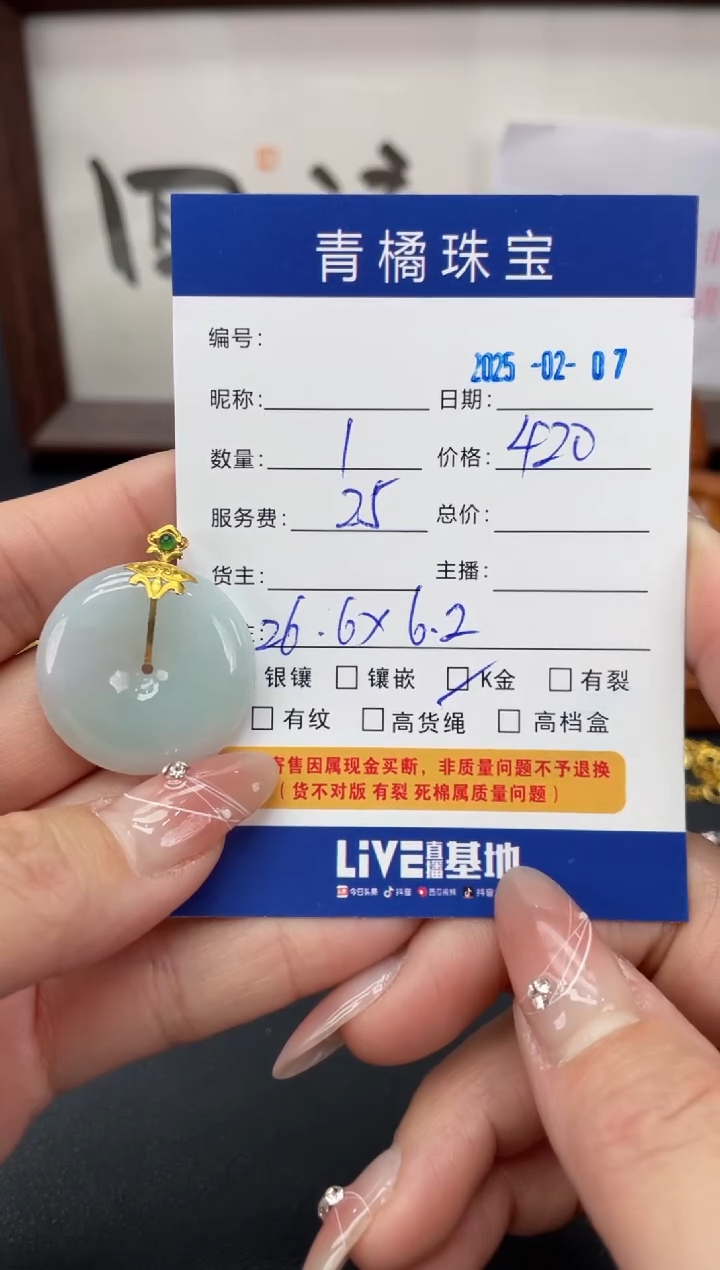 青橘珠宝
编号:
2025-02-07
昵称: 日期:
数量: 1 价格: 420
服务费: 25 总价:
货主: 主播:
: 26.6x6.2
银镶 □ 镶嵌 □ K金 □ 有裂
□ 有纹 □ 高货绳 □ 高档盒
寄售因属现金买断，非质量问题不予退换
（货不对版 有裂 死棉属质量问题）
LiVE直播基地
今日头条 抖音 西瓜视频 抖音